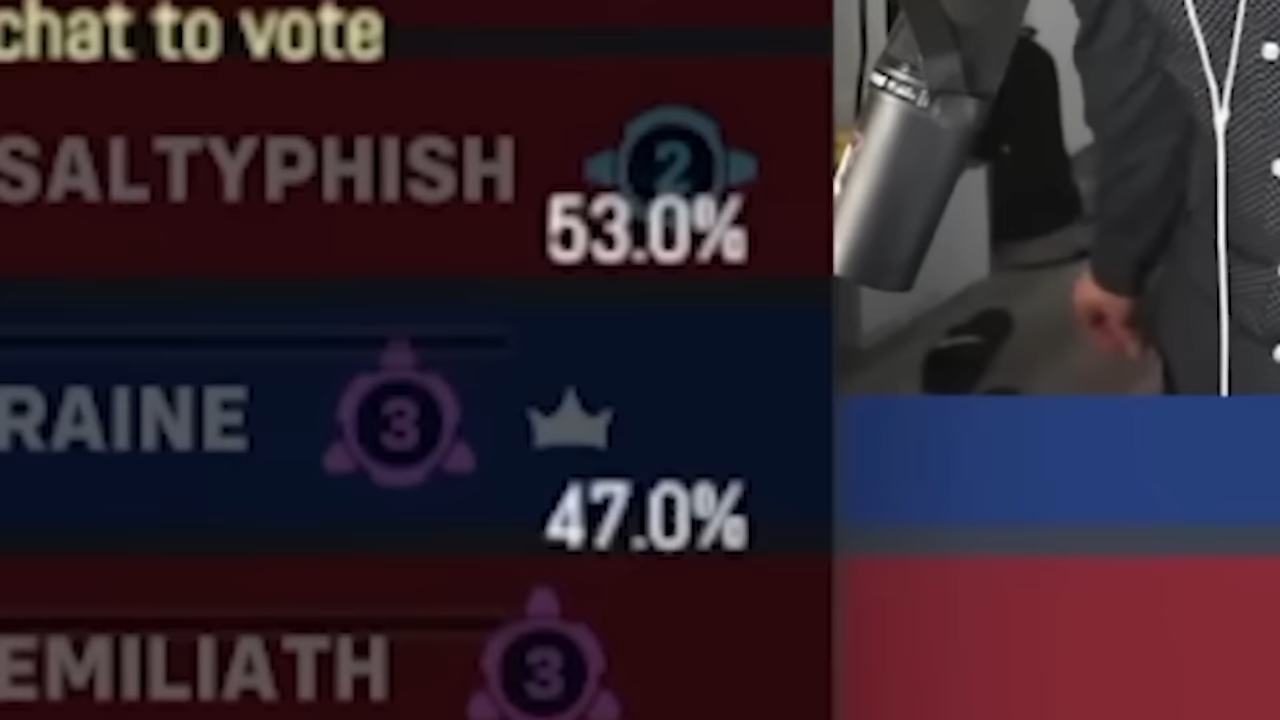 chat to vote
SALTYPHISH 2
53.0%
RAINE 3
47.0%
EMILIATH 3